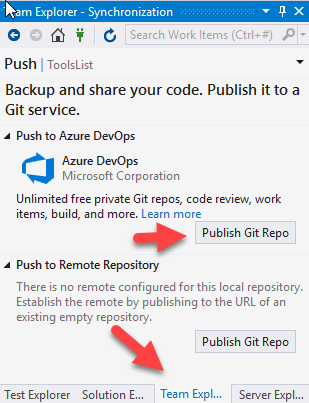 Team Explorer - Synchronization
Search Work Items (Ctrl+#)
Push | ToolsList
Backup and share your code. Publish it to a
Git service.
Push to Azure DevOps
Azure DevOps
Microsoft Corporation
Unlimited free private Git repos, code review, work
items, build, and more. Learn more
Publish Git Repo
Push to Remote Repository
There is no remote configured for this local repository.
Establish the remote by publishing to the URL of an
existing empty repository.
Publish Git Repo
Test Explorer Solution E... Team Expl... Server Expl...